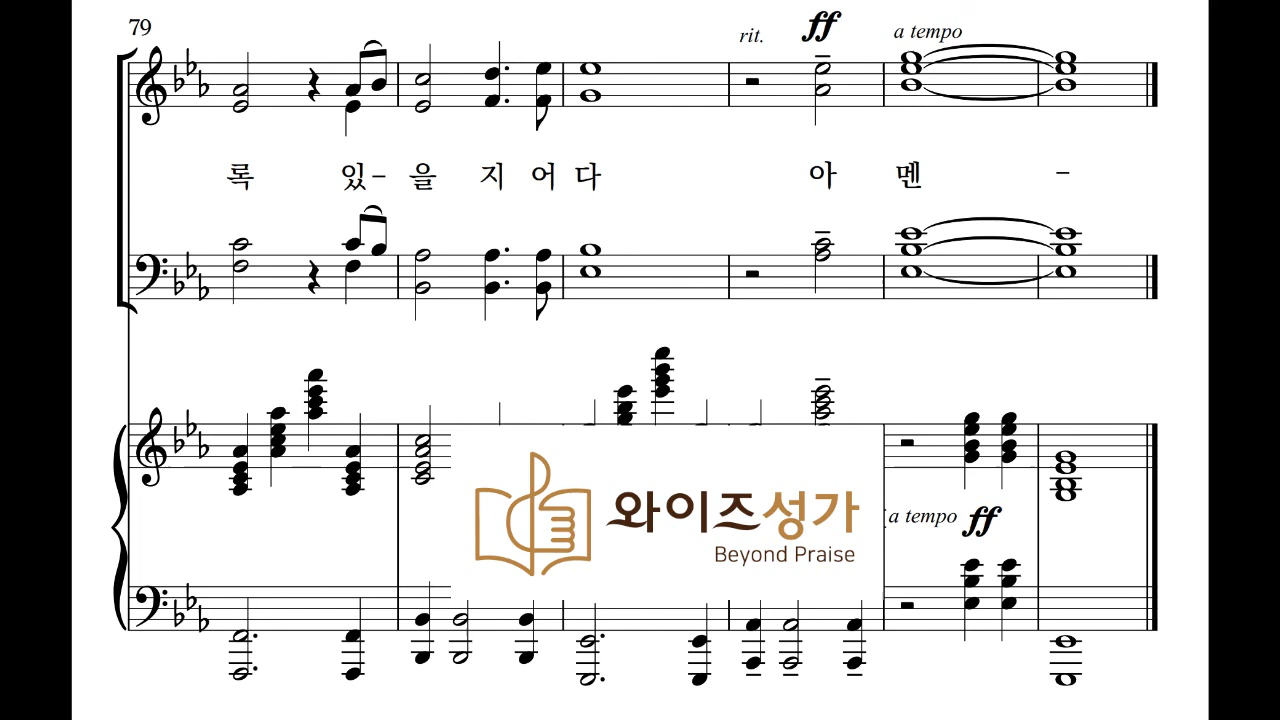 79
rit. ff a tempo
록 있- 을 지 어 다 아 멘 -
와이즈성가
Beyond Praise
a tempo ff